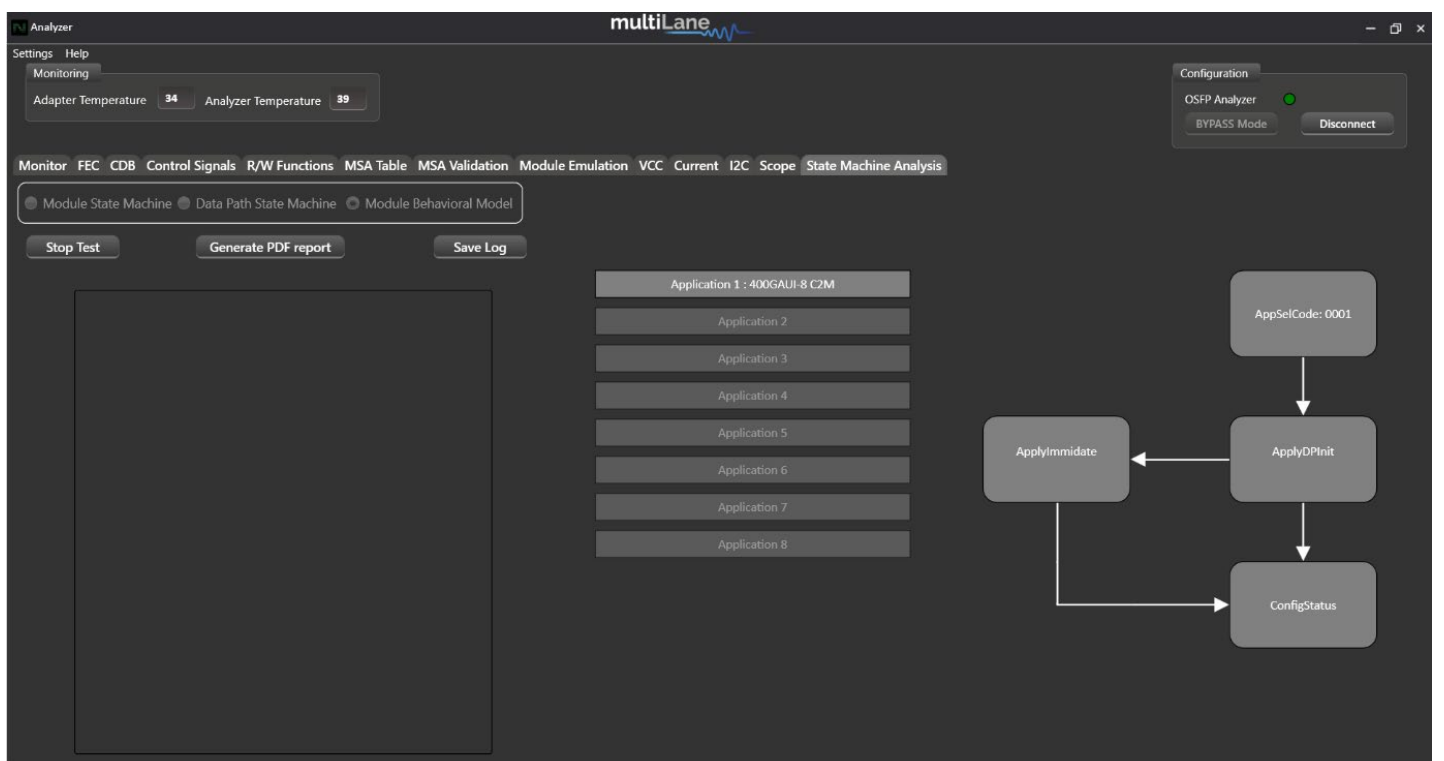 Analyzer
multiLane
Settings Help
Monitoring
Adapter Temperature 34 Analyzer Temperature 39
Configuration
OSFP Analyzer
BYPASS Mode Disconnect
Monitor FEC CDB Control Signals R/W Functions MSA Table MSA Validation Module Emulation VCC Current I2C Scope State Machine Analysis
Module State Machine Data Path State Machine Module Behavioral Model
Stop Test Generate PDF report Save Log
Application 1 : 400GAUI-8 C2M
Application 2
Application 3
Application 4
Application 5
Application 6
Application 7
Application 8
AppSelCode: 0001
ApplyImmidate
ApplyDPInit
ConfigStatus